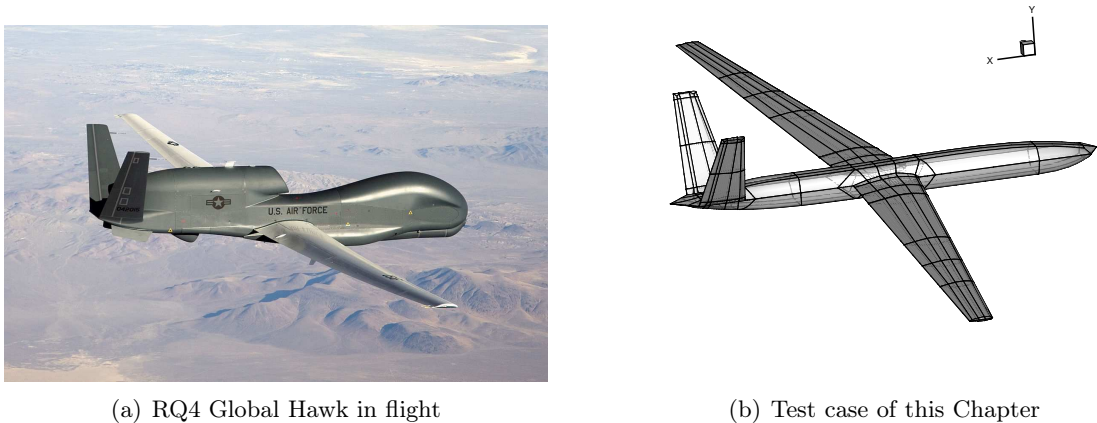 U.S. AIR FORCE
Y
X
(a) RQ4 Global Hawk in flight
(b) Test case of this Chapter